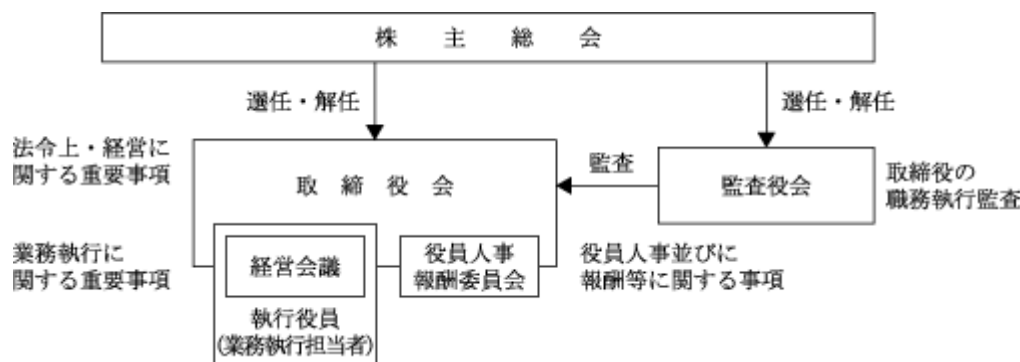 株主総会
選任・解任
選任・解任
法令上・経営に
関する重要事項
取締役会
監査
監査役会
取締役の
職務執行監査
業務執行に
関する重要事項
経営会議
役員人事
報酬委員会
役員人事並びに
報酬等に関する事項
執行役員
(業務執行担当者)